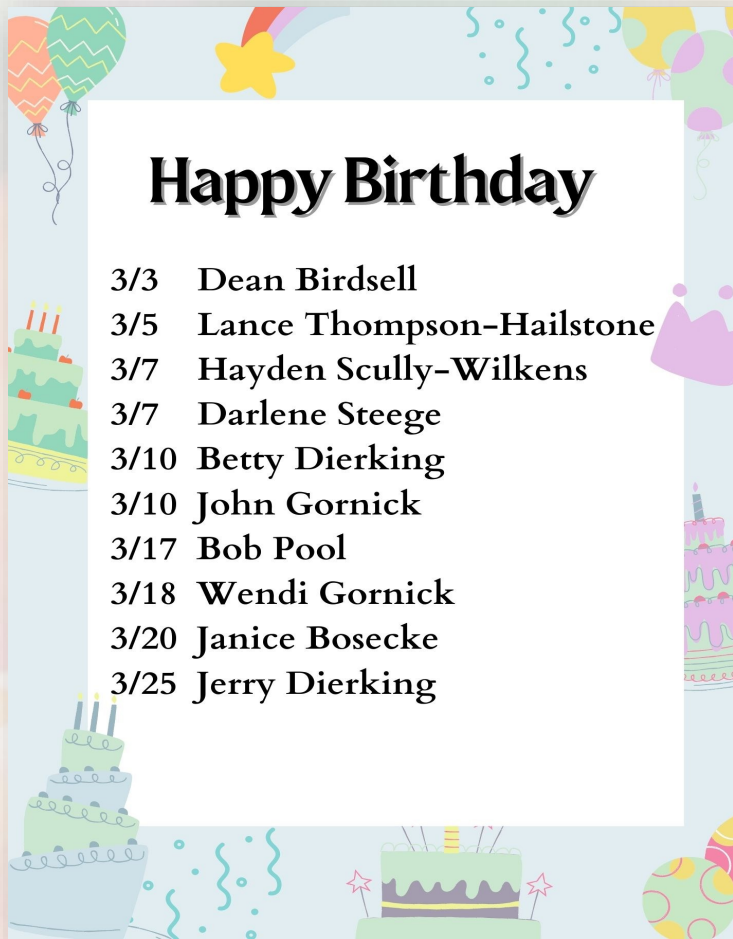 Happy Birthday
3/3 Dean Birdsell
3/5 Lance Thompson-Hailstone
3/7 Hayden Scully-Wilkens
3/7 Darlene Steege
3/10 Betty Dierking
3/10 John Gornick
3/17 Bob Pool
3/18 Wendi Gornick
3/20 Janice Bosecke
3/25 Jerry Dierking